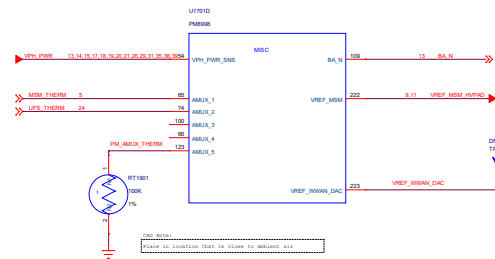 U1701D
PM8998
MISC
VPH_PWR 13,14,15,17,18,19,20,21,26,29,31,35,38,39 54 VPH_PWR_SNS
BA_N 109 13 BA_N
MSM_THERM 5 65 AMUX_1
VREF_MSM 222 9,11 VREF_MSM_HVPAD
UFS_THERM 24 74 AMUX_2
100 AMUX_3
66 AMUX_4
PM_AMUX_THERM 123 AMUX_5
VREF_WWAN_DAC 223 VREF_WWAN_DAC
1
RT1901
100K
1%
2
CAD Note:
Place in location that is close to ambient air